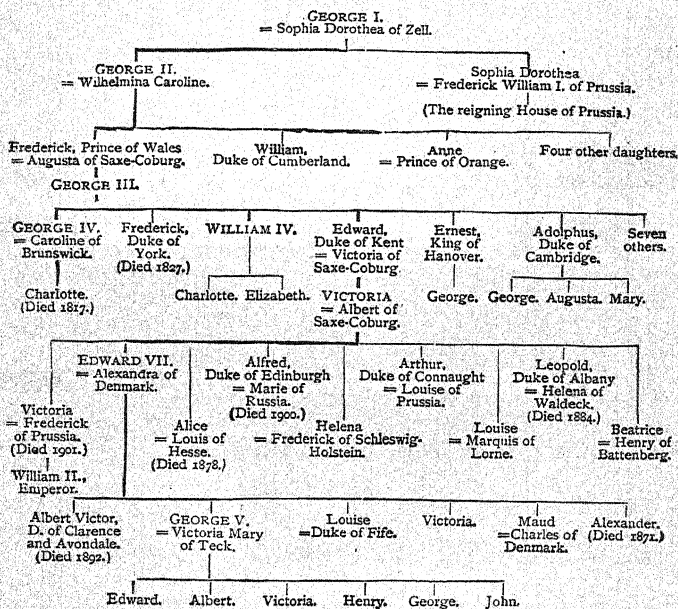 GEORGE I.
= Sophia Dorothea of Zell.
GEORGE II.
= Wilhelmina Caroline.
Sophia Dorothea
= Frederick William I. of Prussia.
(The reigning House of Prussia.)
Frederick, Prince of Wales
= Augusta of Saxe-Coburg.
William,
Duke of Cumberland.
Anne
= Prince of Orange.
Four other daughters.
GEORGE III.
GEORGE IV.
= Caroline of
Brunswick.
Charlotte.
(Died 1817.)
Frederick,
Duke of
York.
(Died 1827.)
WILLIAM IV.
Charlotte. Elizabeth.
Edward,
Duke of Kent
= Victoria of
Saxe-Coburg.
Ernest,
King of
Hanover.
George.
Adolphus,
Duke of
Cambridge.
George. Augusta. Mary.
Seven
others.
VICTORIA
= Albert of
Saxe-Coburg.
Victoria
= Frederick
of Prussia.
(Died 1901.)
William II.,
Emperor.
EDWARD VII.
= Alexandra of
Denmark.
Alice
= Louis of
Hesse.
(Died 1878.)
Alfred,
Duke of Edinburgh
= Marie of
Russia.
(Died 1900.)
Helena
= Frederick of Schleswig-
Holstein.
Arthur,
Duke of Connaught
= Louise of
Prussia.
Louise
= Marquis of
Lorne.
Leopold,
Duke of Albany
= Helena of
Waldeck.
(Died 1884.)
Beatrice
= Henry of
Battenberg.
Albert Victor,
D. of Clarence
and Avondale.
(Died 1892.)
GEORGE V.
= Victoria Mary
of Teck.
Louise
= Duke of Fife.
Victoria.
Maud
= Charles of
Denmark.
Alexander.
(Died 1871.)
Edward. Albert. Victoria. Henry. George. John.